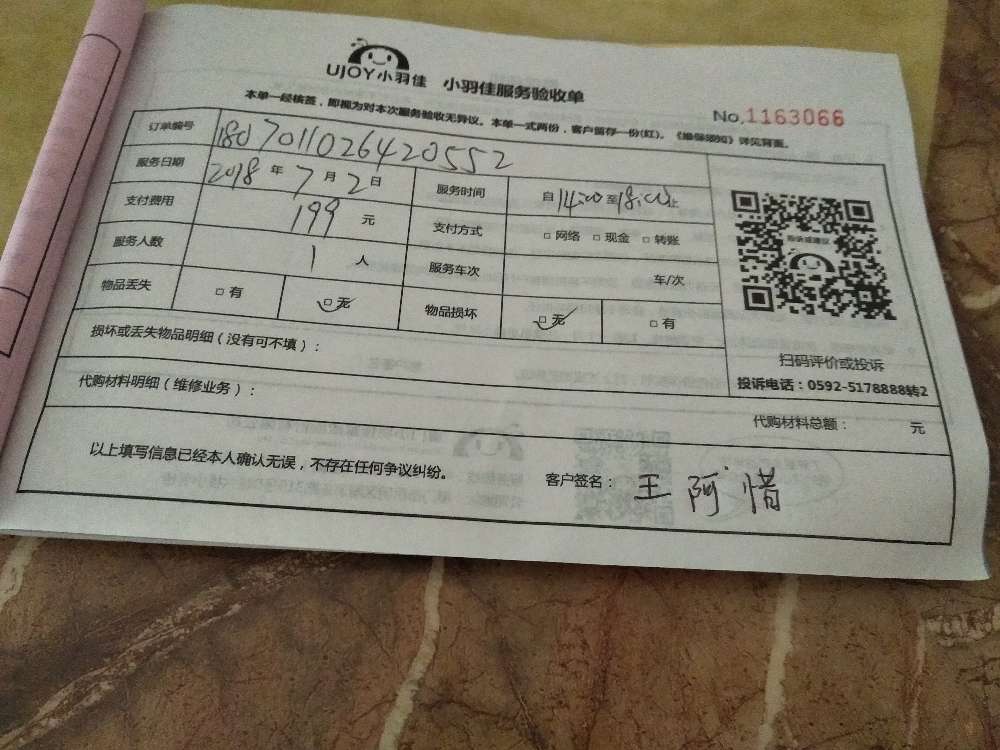 UJOY小羽佳 小羽佳服务验收单
本单一经核签，即视为对本次服务验收无异议。本单一式两份，客户留存一份(红)。《维保须知》详见背面。
No,1163066
订单编号 1807011026420552
服务日期 2018 年 7 月 2 日 服务时间 自 14:00 至 18:00 止
支付费用 199 元 支付方式 □ 网络 □ 现金 □ 转账
服务人数 1 人 服务车次 车/次
物品丢失 □ 有 □ 无 物品损坏 □ 无 □ 有
扫码评价或投诉
投诉电话：0592-5178888转2
损坏或丢失物品明细（没有可不填）：
代购材料明细（维修业务）：
代购材料总额： 元
以上填写信息已经本人确认无误，不存在任何争议纠纷。 客户签名： 王阿惜